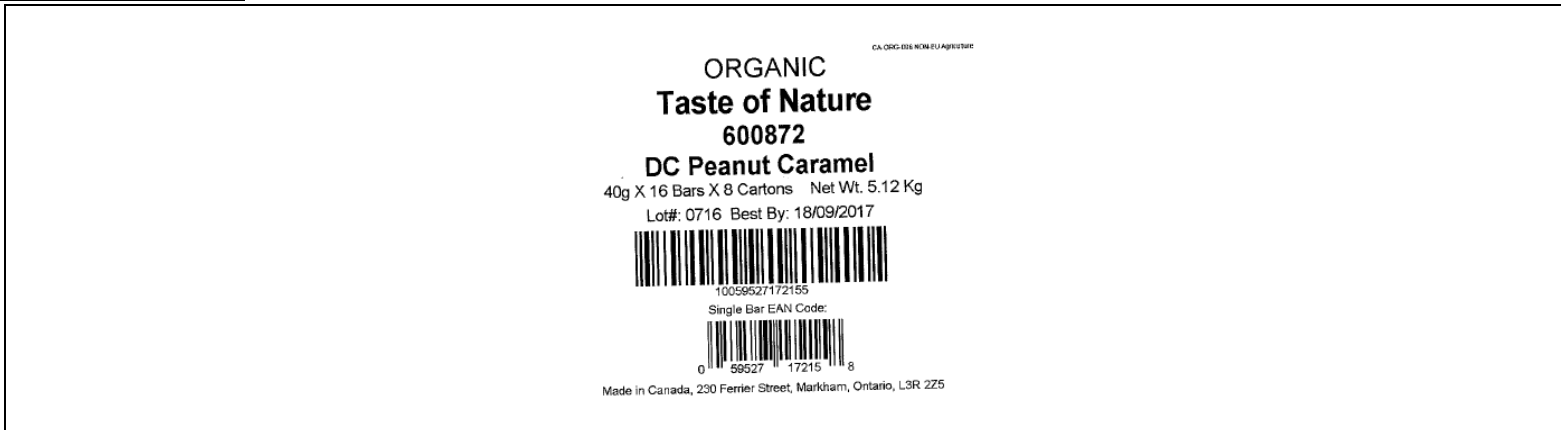 CA-ORG-006 NON-EU Agriculture
ORGANIC
Taste of Nature
600872
DC Peanut Caramel
40g X 16 Bars X 8 Cartons Net Wt. 5.12 Kg
Lot#: 0716 Best By: 18/09/2017
10059527172155
Single Bar EAN Code:
0 59527 17215 8
Made in Canada, 230 Ferrier Street, Markham, Ontario, L3R 2Z5